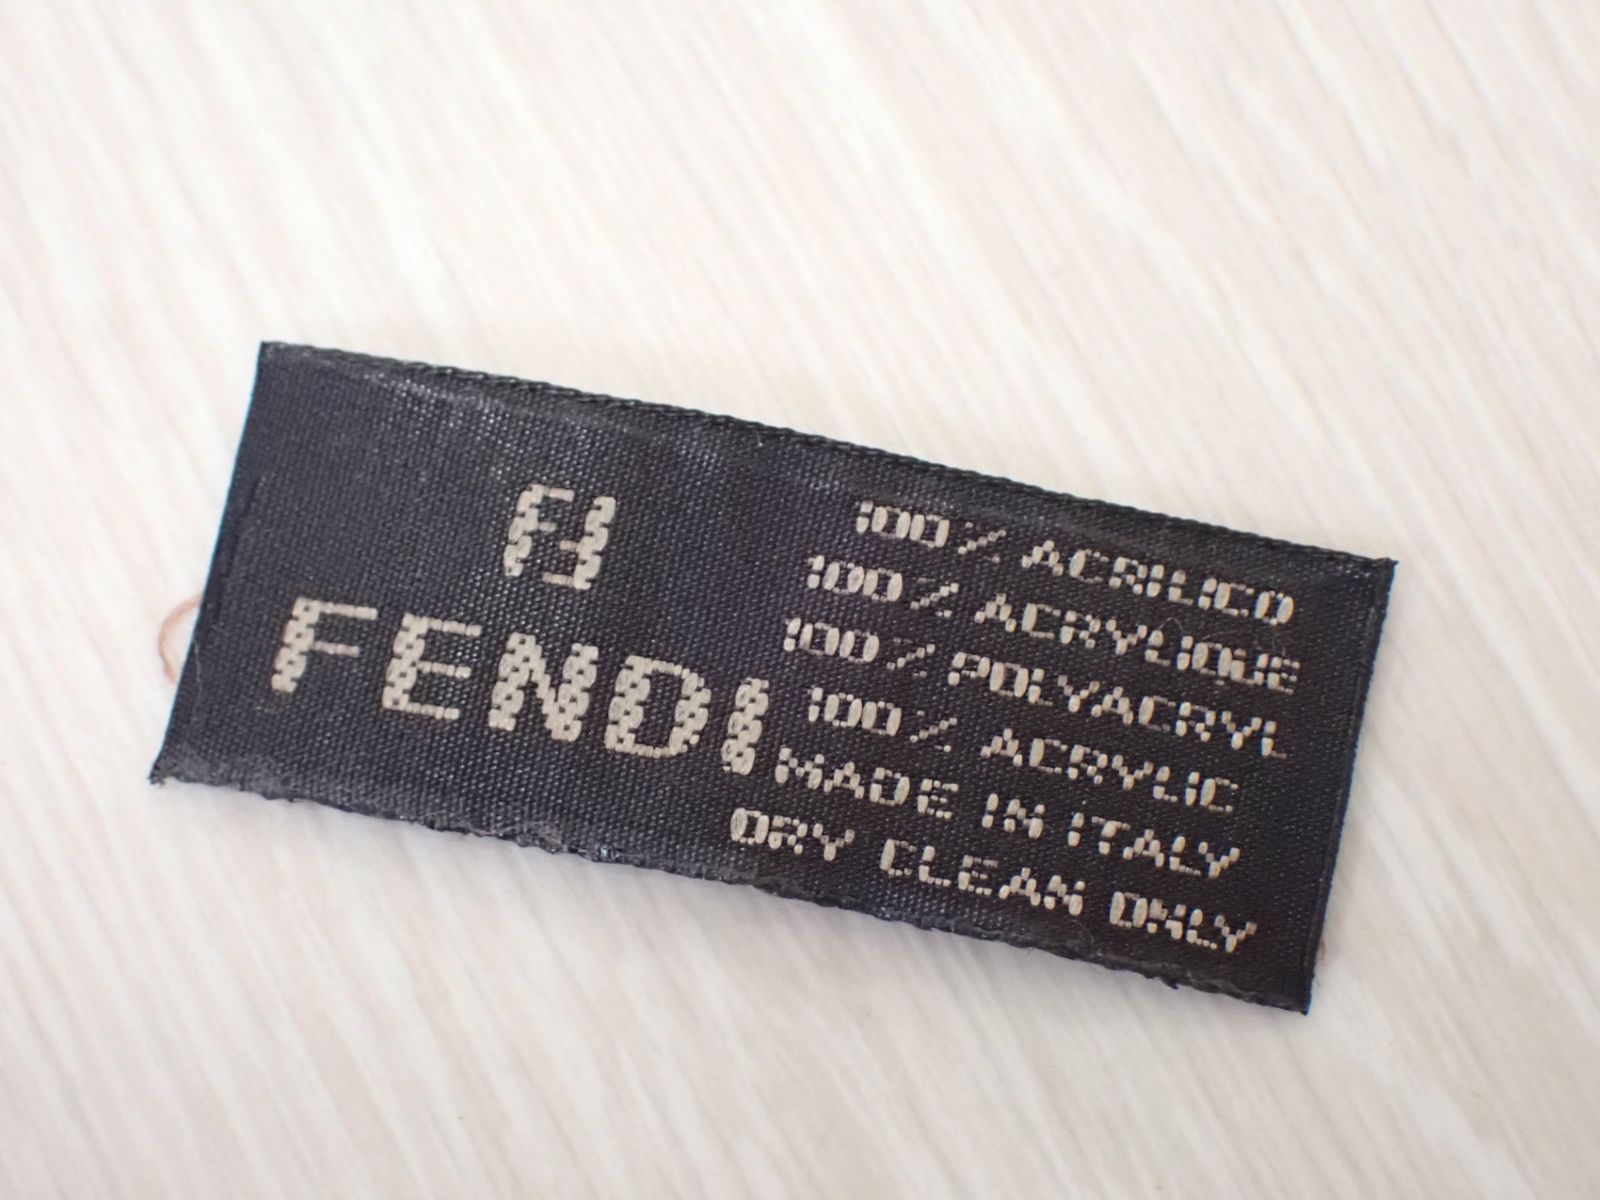 FF
FENDI
100% ACRILICO
100% ACRYLIQUE
100% POLYACRYL
100% ACRYLIC
MADE IN ITALY
DRY CLEAN ONLY